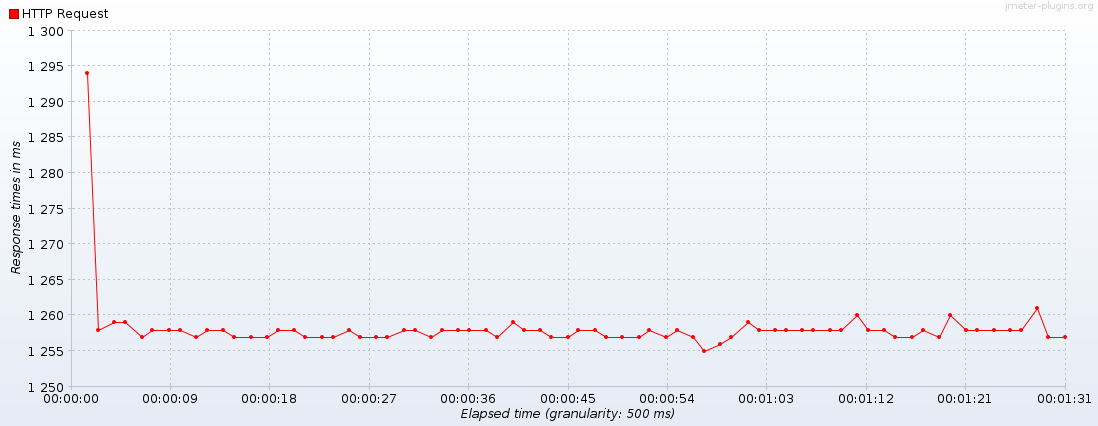 HTTP Request
jmeter-plugins.org
1 300
1 295
1 290
1 285
1 280
1 275
1 270
1 265
1 260
1 255
1 250
Response times in ms
00:00:00 00:00:09 00:00:18 00:00:27 00:00:36 00:00:45 00:00:54 00:01:03 00:01:12 00:01:21 00:01:31
Elapsed time (granularity: 500 ms)